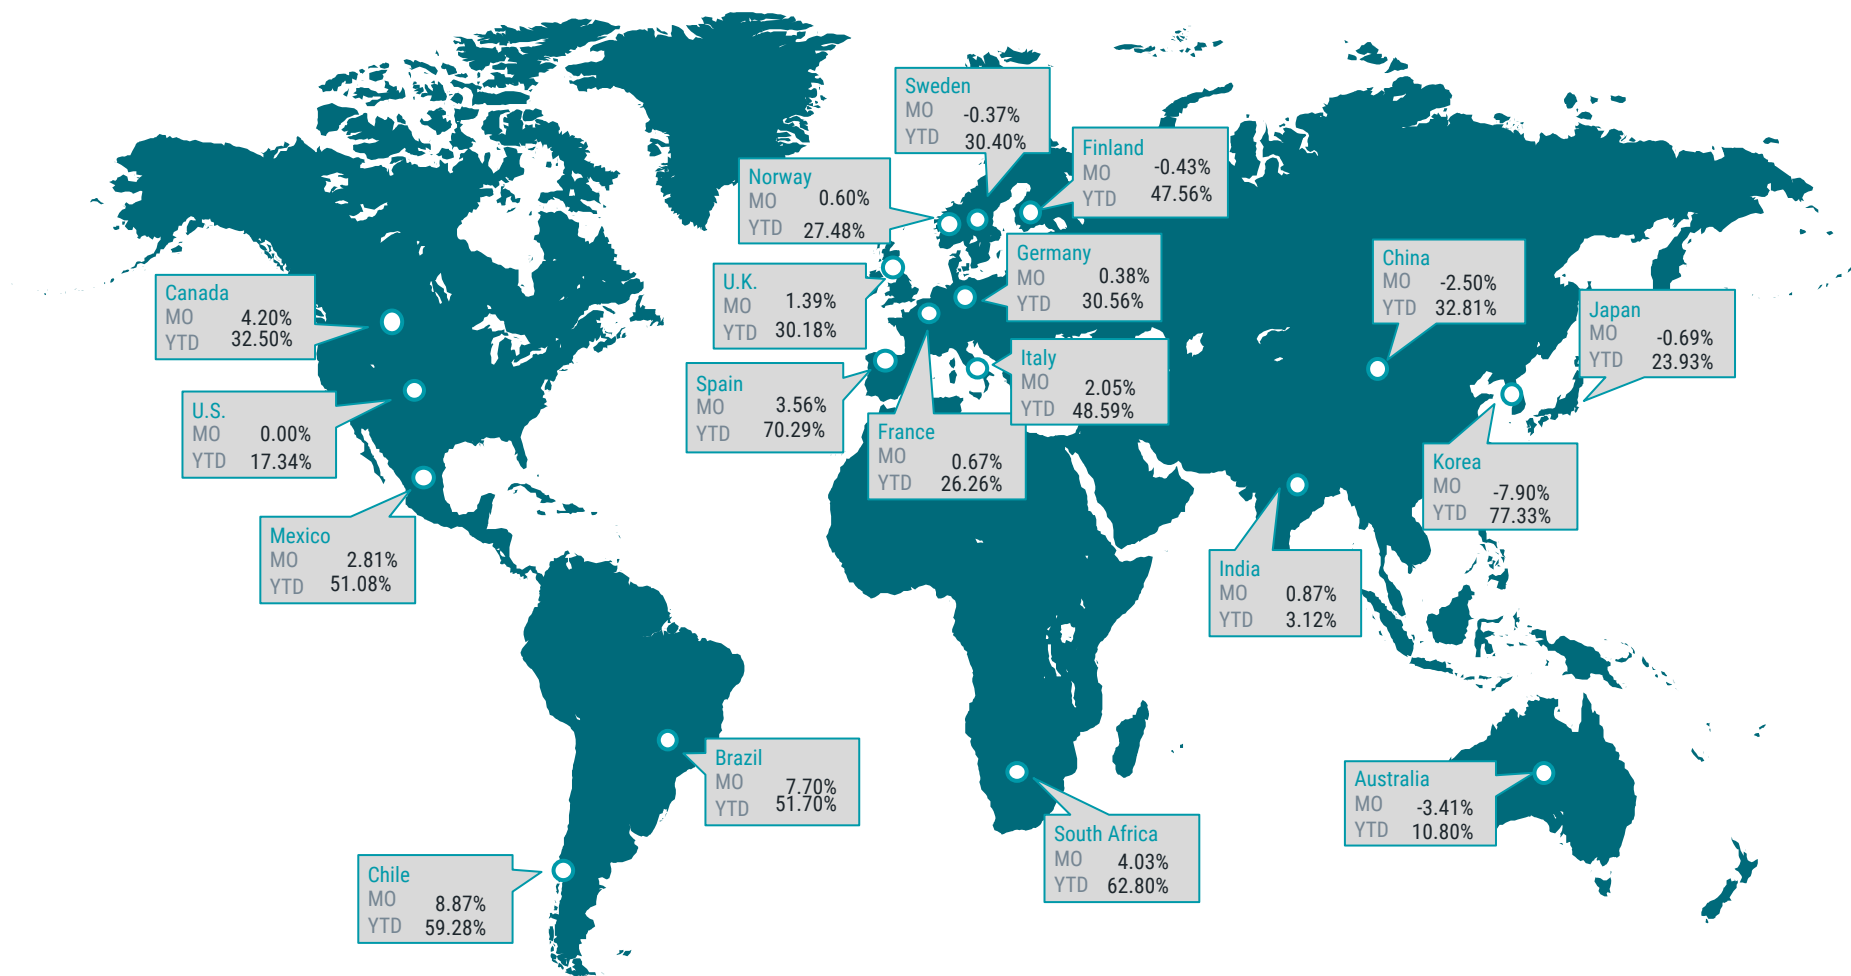 Sweden
MO -0.37%
YTD 30.40%
Finland
MO -0.43%
YTD 47.56%
Norway
MO 0.60%
YTD 27.48%
Germany
MO 0.38%
YTD 30.56%
China
MO -2.50%
YTD 32.81%
U.K.
MO 1.39%
YTD 30.18%
Canada
MO 4.20%
YTD 32.50%
Japan
MO -0.69%
YTD 23.93%
Italy
MO 2.05%
YTD 48.59%
Spain
MO 3.56%
YTD 70.29%
U.S.
MO 0.00%
YTD 17.34%
France
MO 0.67%
YTD 26.26%
Korea
MO -7.90%
YTD 77.33%
Mexico
MO 2.81%
YTD 51.08%
India
MO 0.87%
YTD 3.12%
Brazil
MO 7.70%
YTD 51.70%
Australia
MO -3.41%
YTD 10.80%
South Africa
MO 4.03%
YTD 62.80%
Chile
MO 8.87%
YTD 59.28%